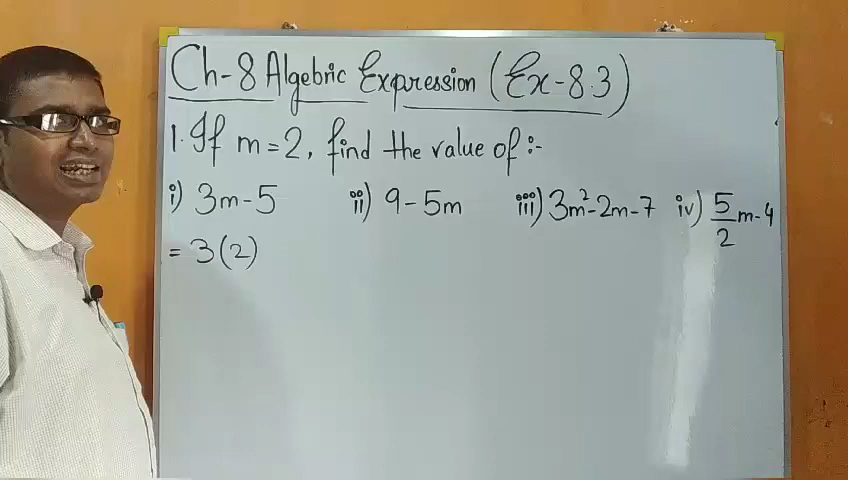 Ch-8 Algebric Expression (Ex-8.3)
1. If m=2, find the value of :-
i) 3m-5 ii) 9-5m iii) 3m²-2m-7 iv) 5/2 m-4
= 3(2)